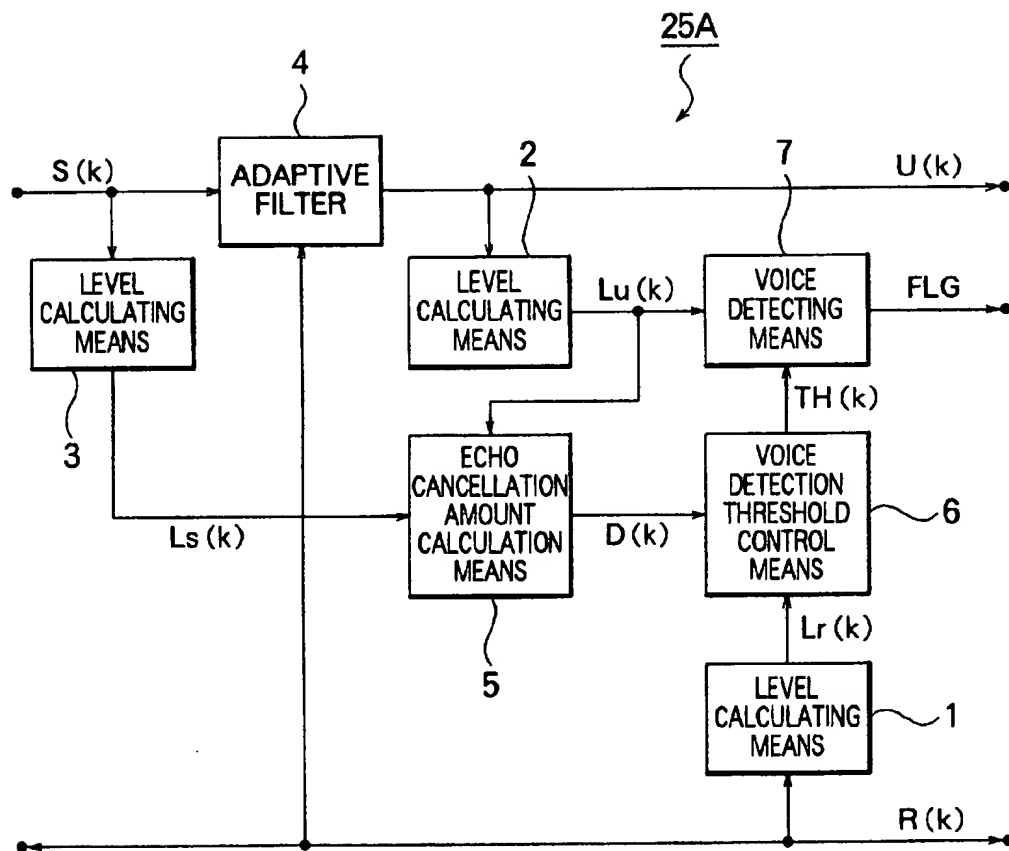 25A
4
S(k)
ADAPTIVE
FILTER
2
7
U(k)
LEVEL
CALCULATING
MEANS
3
LEVEL
CALCULATING
MEANS
Lu(k)
VOICE
DETECTING
MEANS
FLG
TH(k)
Ls(k)
ECHO
CANCELLATION
AMOUNT
CALCULATION
MEANS
5
D(k)
VOICE
DETECTION
THRESHOLD
CONTROL
MEANS
6
Lr(k)
LEVEL
CALCULATING
MEANS
1
R(k)